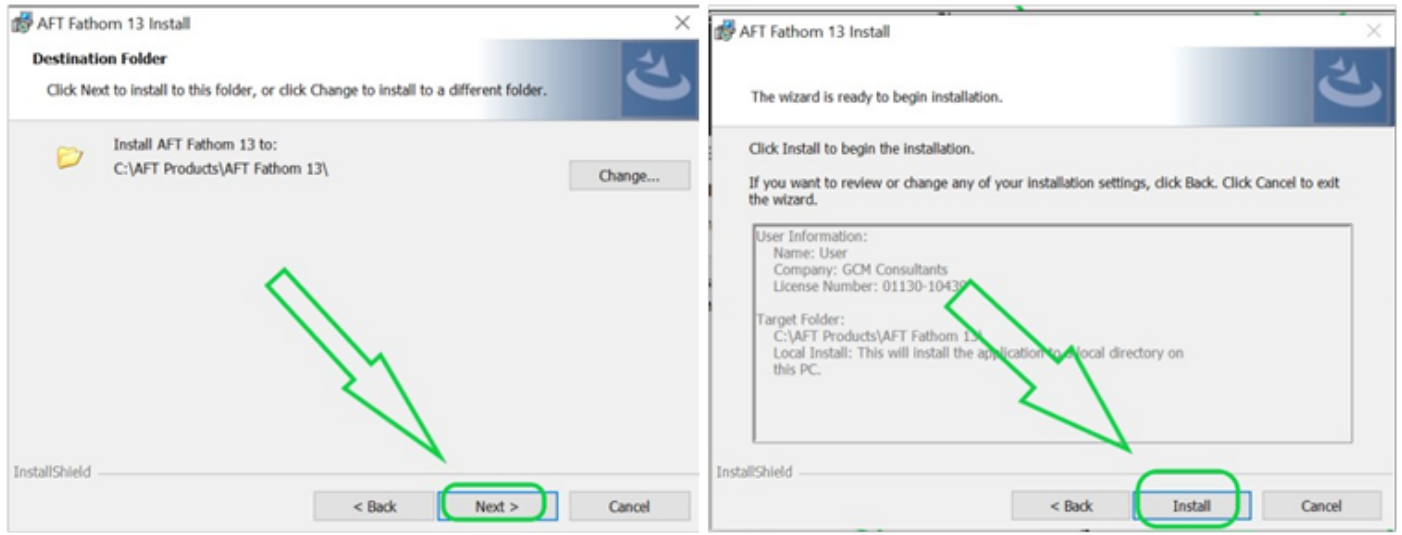 AFT Fathom 13 Install
Destination Folder
Click Next to install to this folder, or click Change to install to a different folder.
Install AFT Fathom 13 to:
C:\AFT Products\AFT Fathom 13\
Change...
InstallShield
< Back
Next >
Cancel
AFT Fathom 13 Install
The wizard is ready to begin installation.
Click Install to begin the installation.
If you want to review or change any of your installation settings, click Back. Click Cancel to exit
the wizard.
User Information:
Name: User
Company: GCM Consultants
License Number: 01130-10439
Target Folder:
C:\AFT Products\AFT Fathom 13\
Local Install: This will install the application to a local directory on
this PC.
InstallShield
< Back
Install
Cancel